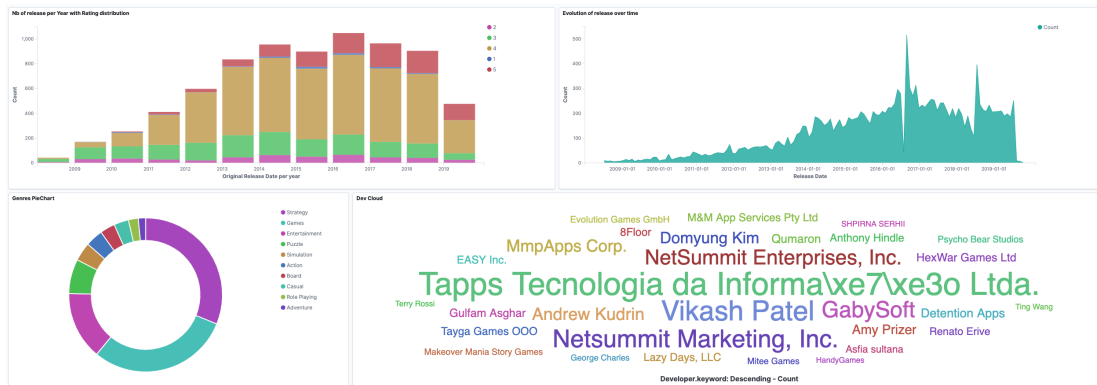 Nb of release per Year with Rating distribution
1,000
800
600
400
200
0
Count
2009
2010
2011
2012
2013
2014
2015
2016
2017
2018
2019
Original Release Date per year
2
3
4
1
5
Evolution of release over time
500
400
300
200
100
0
Count
2009-01-01
2010-01-01
2011-01-01
2012-01-01
2013-01-01
2014-01-01
2015-01-01
2016-01-01
2017-01-01
2018-01-01
2019-01-01
Release Date
Count
Genres PieChart
Strategy
Games
Entertainment
Puzzle
Simulation
Action
Board
Casual
Role Playing
Adventure
Dev Cloud
Evolution Games GmbH
M&M App Services Pty Ltd
SHPIRNA SERHII
8Floor
Domyung Kim
Qumaron
Anthony Hindle
Psycho Bear Studios
MmpApps Corp.
EASY Inc.
NetSummit Enterprises, Inc.
HexWar Games Ltd
Tapps Tecnologia da Informa\xe7\xe3o Ltda.
Terry Rossi
Gulfam Asghar
Andrew Kudrin
Vikash Patel
GabySoft
Detention Apps
Ting Wang
Tayga Games OOO
Netsummit Marketing, Inc.
Amy Prizer
Renato Erive
Makeover Mania Story Games
George Charles
Lazy Days, LLC
Mitee Games
HandyGames
Asfia sultana
Developer.keyword: Descending - Count